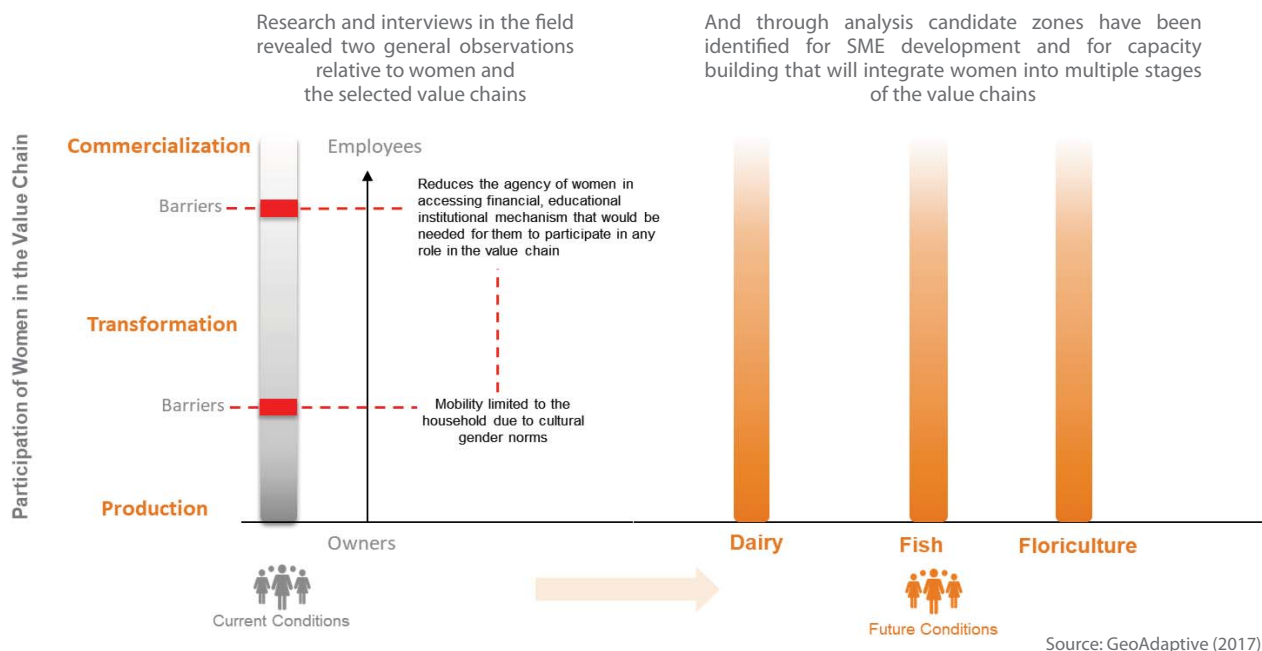 Research and interviews in the field
revealed two general observations
relative to women and
the selected value chains
And through analysis candidate zones have been
identified for SME development and for capacity
building that will integrate women into multiple stages
of the value chains
Participation of Women in the Value Chain
Commercialization
Employees
Barriers
Reduces the agency of women in
accessing financial, educational
institutional mechanism that would be
needed for them to participate in any
role in the value chain
Transformation
Barriers
Mobility limited to the
household due to cultural
gender norms
Production
Owners
Dairy
Fish
Floriculture
Current Conditions
Future Conditions
Source: GeoAdaptive (2017)